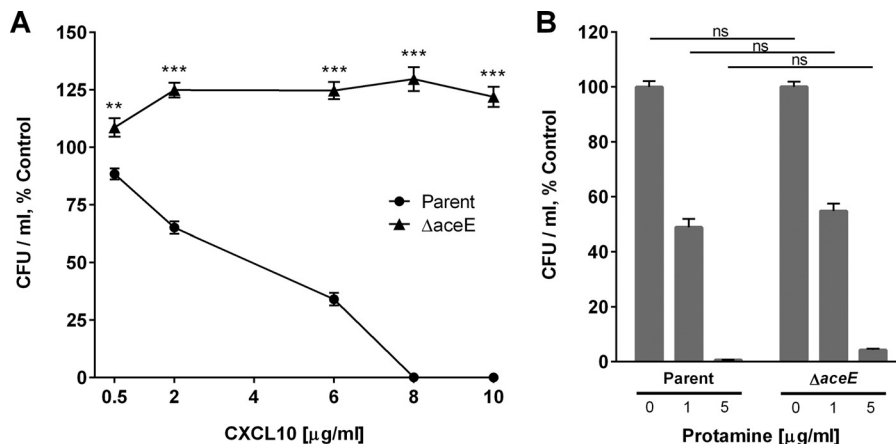 A
CFU / ml, % Control
150
125
100
75
50
25
0
**
***
***
***
***
Parent
ΔaceE
0.5
2
4
6
8
10
CXCL10 [μg/ml]
B
CFU / ml, % Control
120
100
80
60
40
20
0
ns
ns
ns
Parent
ΔaceE
0 1 5 0 1 5
Protamine [μg/ml]